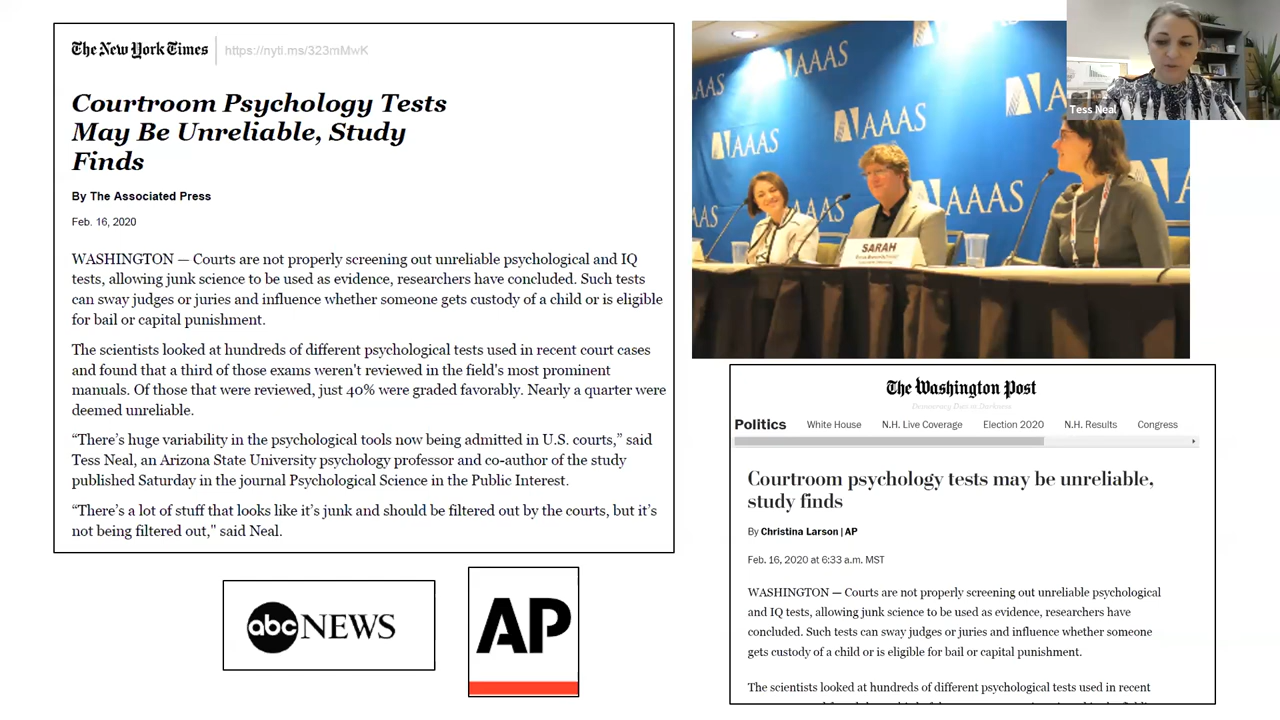 The New York Times
https://nyti.ms/323mMwK
Courtroom Psychology Tests
May Be Unreliable, Study
Finds
By The Associated Press
Feb. 16, 2020
WASHINGTON — Courts are not properly screening out unreliable psychological and IQ
tests, allowing junk science to be used as evidence, researchers have concluded. Such tests
can sway judges or juries and influence whether someone gets custody of a child or is eligible
for bail or capital punishment.
The scientists looked at hundreds of different psychological tests used in recent court cases
and found that a third of those exams weren't reviewed in the field's most prominent
manuals. Of those that were reviewed, just 40% were graded favorably. Nearly a quarter were
deemed unreliable.
“There’s huge variability in the psychological tools now being admitted in U.S. courts,” said
Tess Neal, an Arizona State University psychology professor and co-author of the study
published Saturday in the journal Psychological Science in the Public Interest.
“There’s a lot of stuff that looks like it’s junk and should be filtered out by the courts, but it’s
not being filtered out," said Neal.
abc NEWS
AP
AAAS
AAAS
AAAS
AAAS
AAAS
SARAH
Tess Neal
The Washington Post
Democracy Dies in Darkness
Politics White House N.H. Live Coverage Election 2020 N.H. Results Congress
Courtroom psychology tests may be unreliable,
study finds
By Christina Larson | AP
Feb. 16, 2020 at 6:33 a.m. MST
WASHINGTON — Courts are not properly screening out unreliable psychological
and IQ tests, allowing junk science to be used as evidence, researchers have
concluded. Such tests can sway judges or juries and influence whether someone
gets custody of a child or is eligible for bail or capital punishment.
The scientists looked at hundreds of different psychological tests used in recent